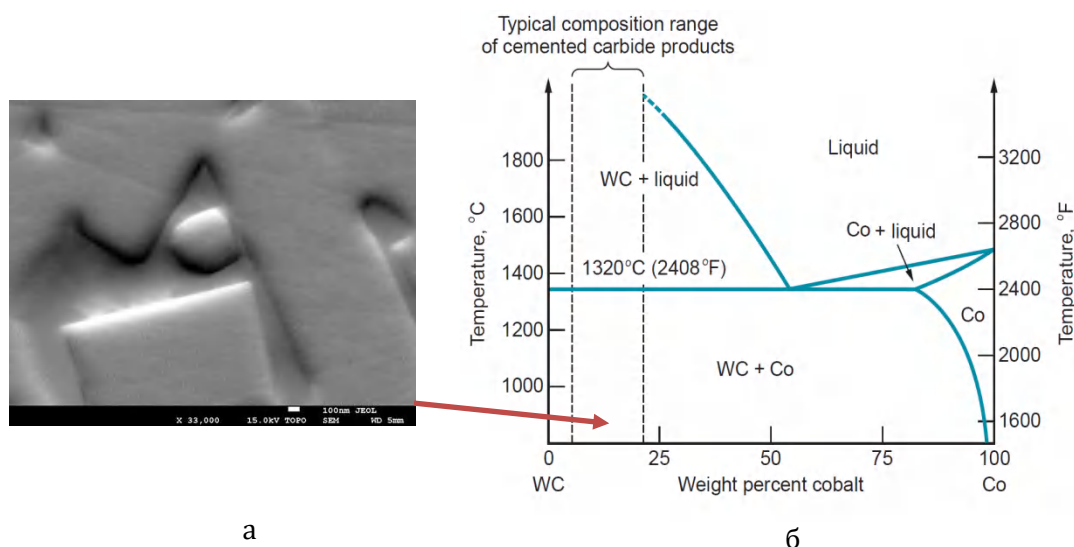 Typical composition range
of cemented carbide products
1800
1600
1400
1200
1000
Temperature, °C
WC + liquid
Liquid
Co + liquid
1320°C (2408°F)
Co
WC + Co
3200
2800
2400
2000
1600
Temperature, °F
0
25
50
75
100
WC
Weight percent cobalt
Co
100nm JEOL
X 33,000 15.0kV TOPO SEM WD 5mm
а
б